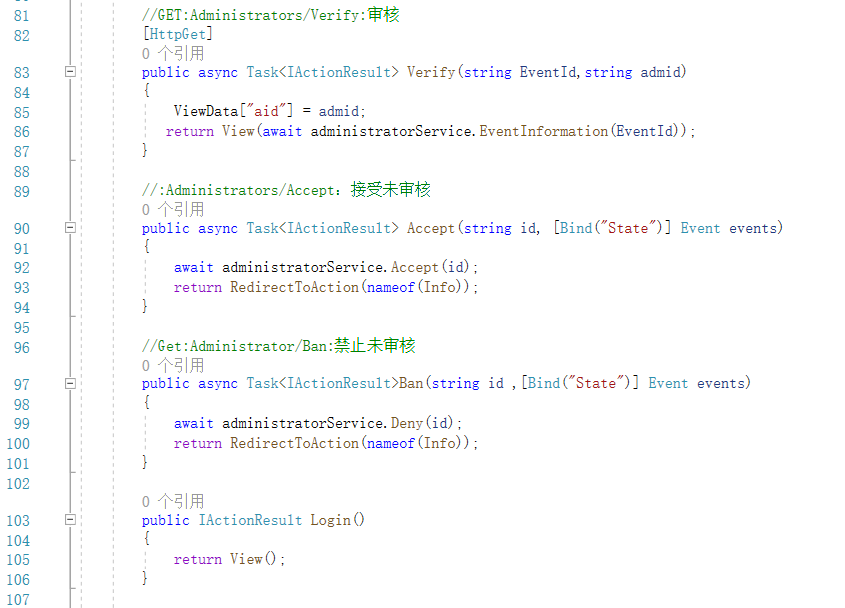 81 //GET:Administrators/Verify:审核
82 [HttpGet]
0 个引用
83 public async Task<IActionResult> Verify(string EventId,string admid)
84 {
85 ViewData["aid"] = admid;
86 return View(await administratorService.EventInformation(EventId));
87 }
88
89 //:Administrators/Accept：接受未审核
0 个引用
90 public async Task<IActionResult> Accept(string id, [Bind("State")] Event events)
91 {
92 await administratorService.Accept(id);
93 return RedirectToAction(nameof(Info));
94 }
95
96 //Get:Administrator/Ban:禁止未审核
0 个引用
97 public async Task<IActionResult>Ban(string id ,[Bind("State")] Event events)
98 {
99 await administratorService.Deny(id);
100 return RedirectToAction(nameof(Info));
101 }
102
0 个引用
103 public IActionResult Login()
104 {
105 return View();
106 }
107